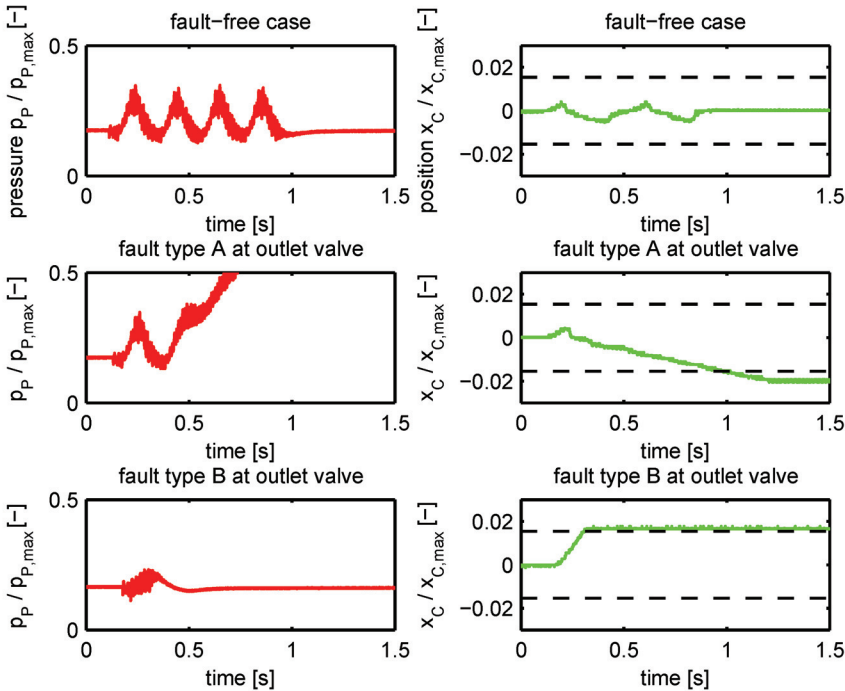 fault−free case
pressure p_P / p_P,max [−]
0.5
0
0 0.5 1 1.5
time [s]
fault−free case
position x_C / x_C,max [−]
0.02
0
−0.02
0 0.5 1 1.5
time [s]
fault type A at outlet valve
p_P / p_P,max [−]
0.5
0
0 0.5 1 1.5
time [s]
fault type A at outlet valve
x_C / x_C,max [−]
0.02
0
−0.02
0 0.5 1 1.5
time [s]
fault type B at outlet valve
p_P / p_P,max [−]
0.5
0
0 0.5 1 1.5
time [s]
fault type B at outlet valve
x_C / x_C,max [−]
0.02
0
−0.02
0 0.5 1 1.5
time [s]